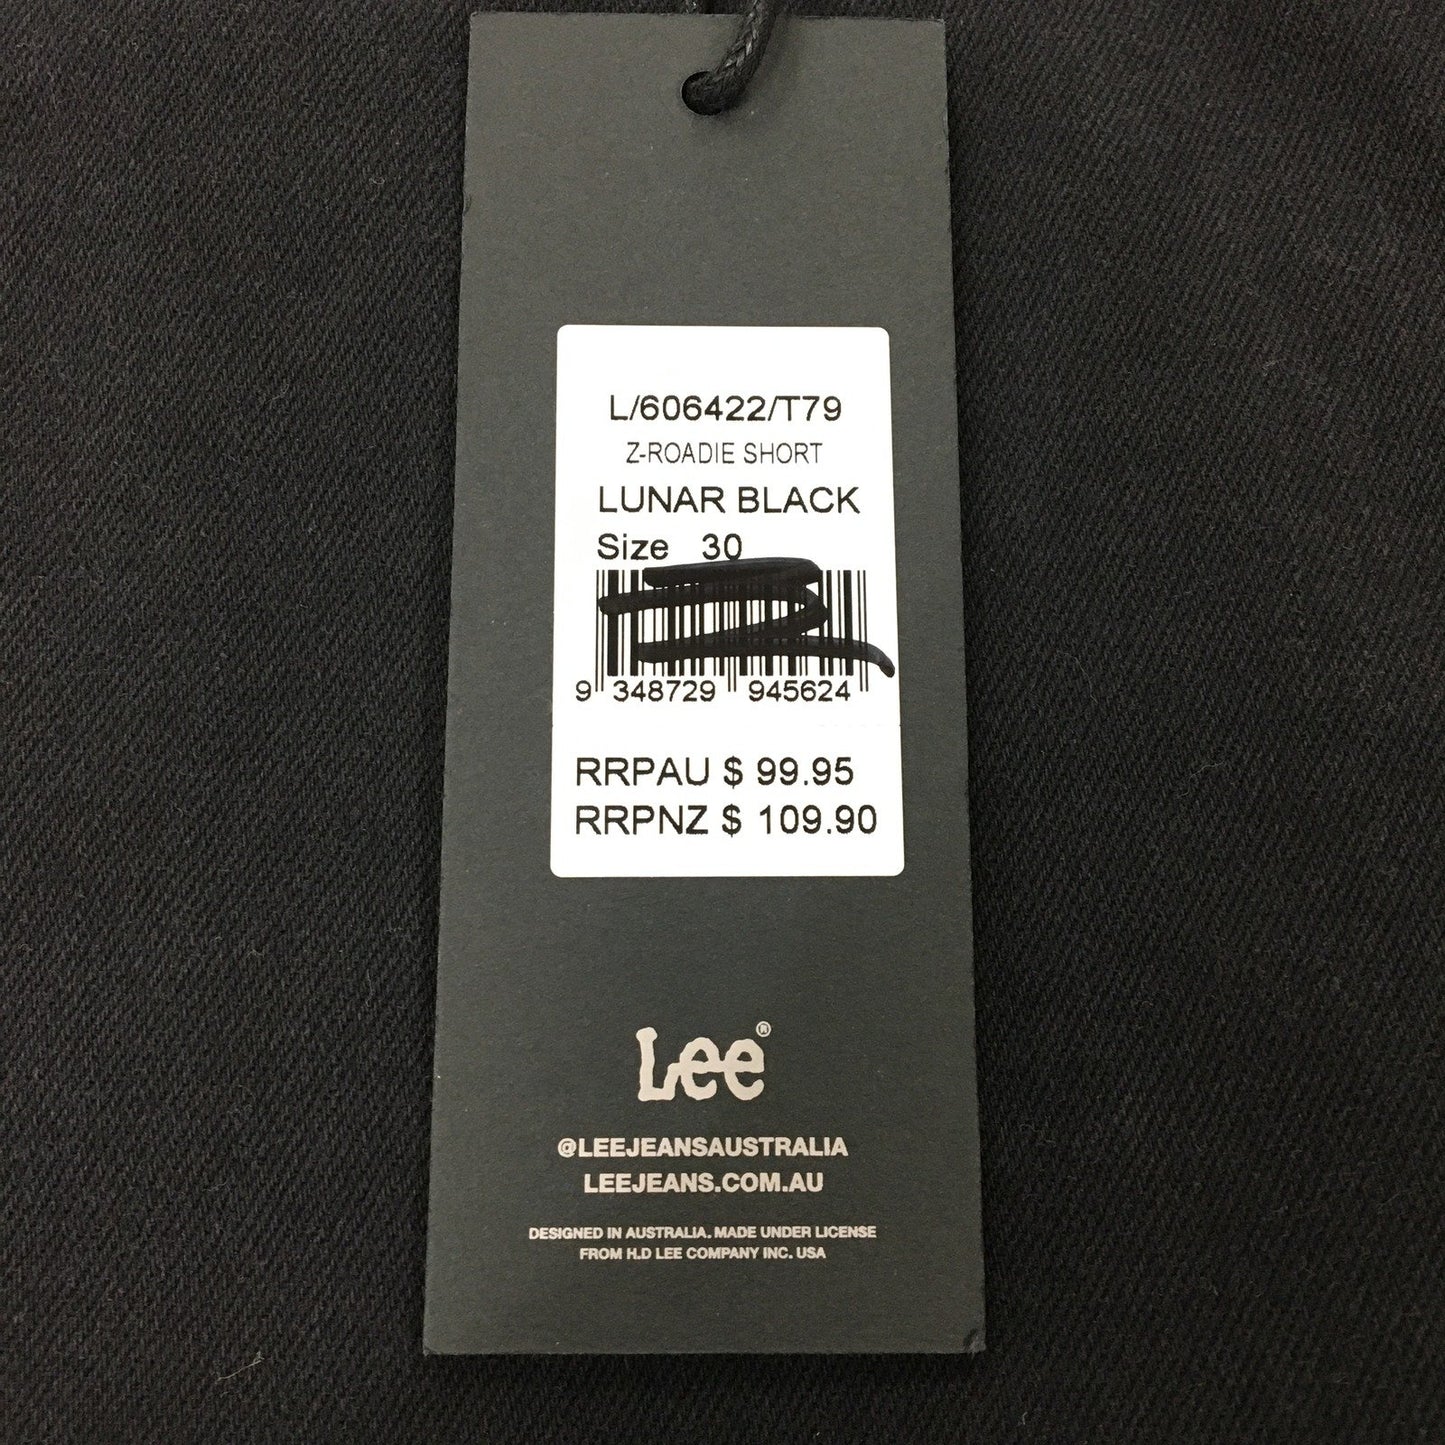 L/606422/T79
Z-ROADIE SHORT
LUNAR BLACK
Size 30
9 348729 945624
RRPAU $ 99.95
RRPNZ $ 109.90
Lee®
@LEEJEANSAUSTRALIA
LEEJEANS.COM.AU
DESIGNED IN AUSTRALIA. MADE UNDER LICENSE
FROM H.D LEE COMPANY INC. USA